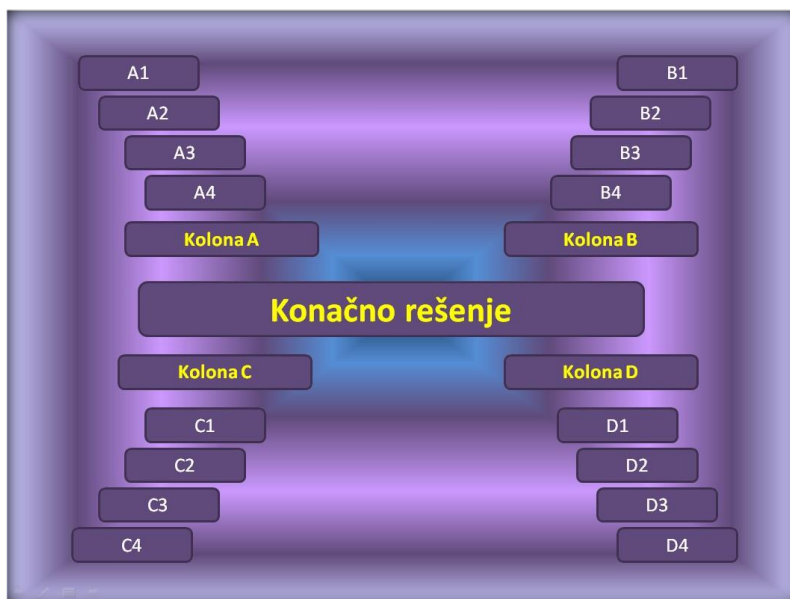 A1
A2
A3
A4
Kolona A
B1
B2
B3
B4
Kolona B
Konačno rešenje
Kolona C
C1
C2
C3
C4
Kolona D
D1
D2
D3
D4